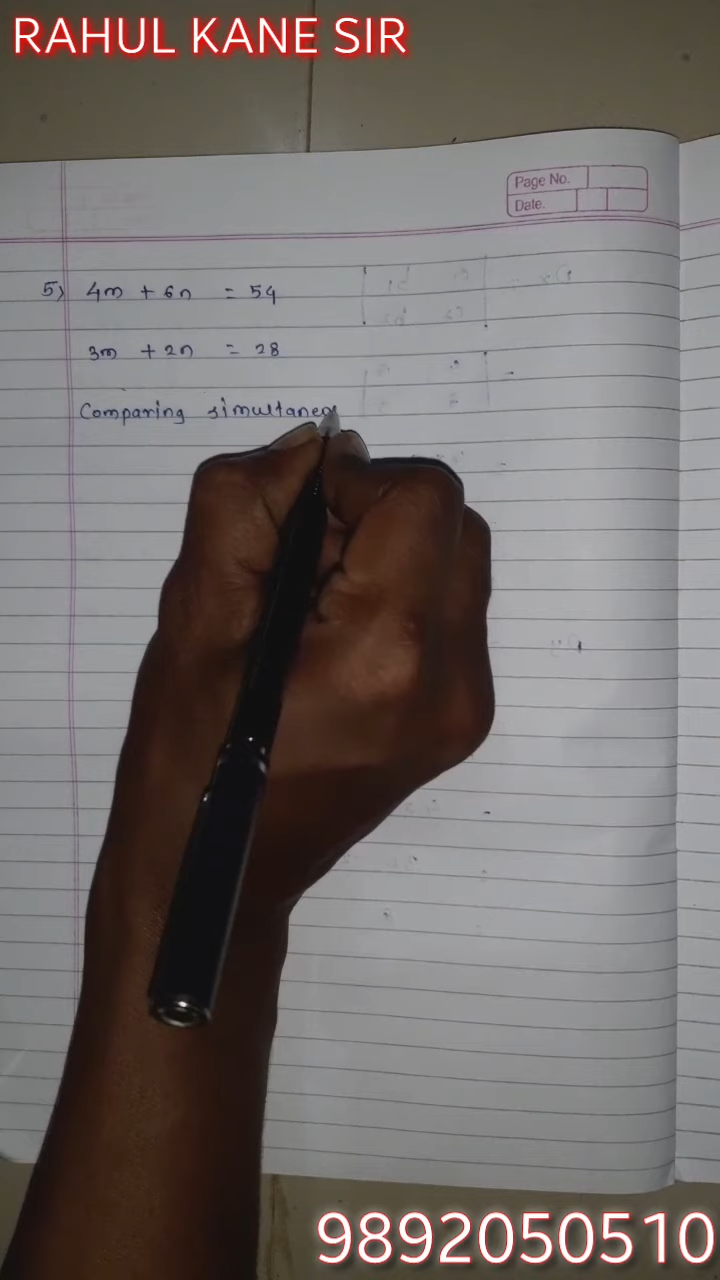 RAHUL KANE SIR
Page No.
Date.
5) 4m + 6n = 54
3m + 2n = 28
Comparing simultaneo
9892050510